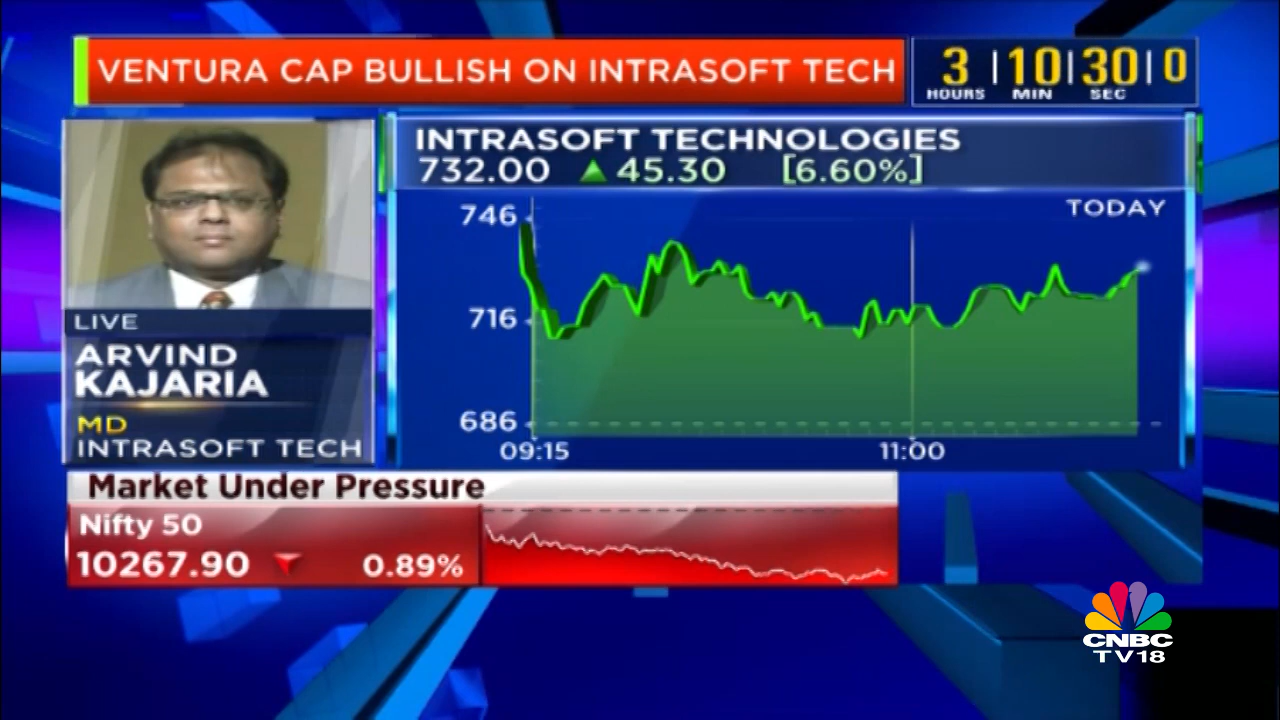 VENTURA CAP BULLISH ON INTRASOFT TECH
3 | 10 | 30 | 0
HOURS MIN SEC
INTRASOFT TECHNOLOGIES
732.00 ▲ 45.30 [6.60%]
TODAY
746
716
686
09:15 11:00
LIVE
ARVIND
KAJARIA
MD
INTRASOFT TECH
Market Under Pressure
Nifty 50
10267.90 ▼ 0.89%
CNBC
TV18